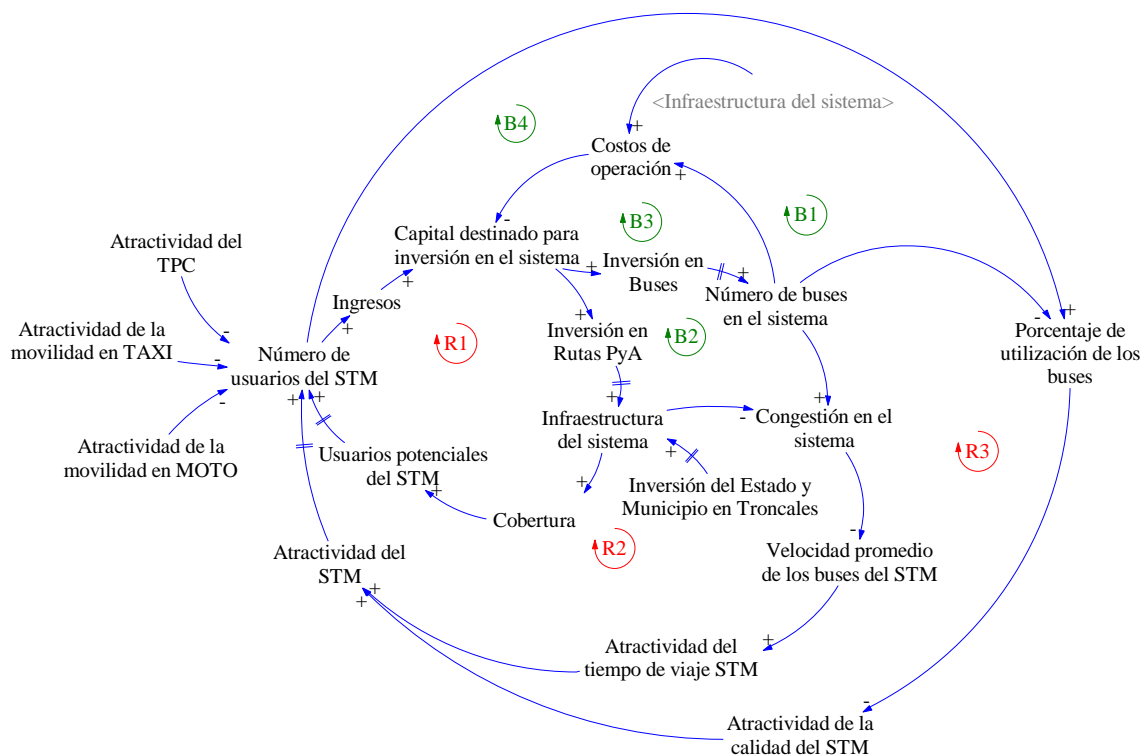 <Infraestructura del sistema>
B4
+
Costos de
operación
+
-
B3
B1
Atractividad del
TPC
Capital destinado para
inversión en el sistema
+
+
Inversión en
Buses
+
Número de buses
en el sistema
Ingresos
+
-
+
Porcentaje de
utilización de los
buses
Atractividad de la
movilidad en TAXI
-
-
-
Número de
usuarios del STM
+
+
R1
+
Inversión en
Rutas PyA
B2
Atractividad de la
movilidad en MOTO
+
Infraestructura
del sistema
+
-
+
Congestión en el
sistema
R3
Usuarios potenciales
del STM
+
+
Cobertura
Inversión del Estado y
Municipio en Troncales
R2
-
Velocidad promedio
de los buses del STM
Atractividad del
STM
+
+
+
Atractividad del
tiempo de viaje STM
-
Atractividad de la
calidad del STM